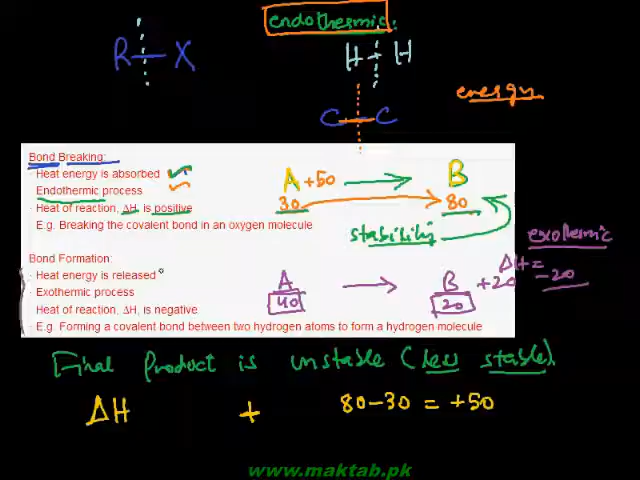 endothermic:
R-X
H-H
C-C
energy
Bond Breaking:
- Heat energy is absorbed
- Endothermic process
- Heat of reaction, ΔH, is positive
- E.g. Breaking the covalent bond in an oxygen molecule
A +50 → B
30 80
stability
exothermic
Bond Formation:
- Heat energy is released
- Exothermic process
- Heat of reaction, ΔH, is negative
- E.g. Forming a covalent bond between two hydrogen atoms to form a hydrogen molecule
A → B +20
40 20
ΔH =
-20
Final product is unstable (less stable).
ΔH + 80-30 = +50
www.maktab.pk